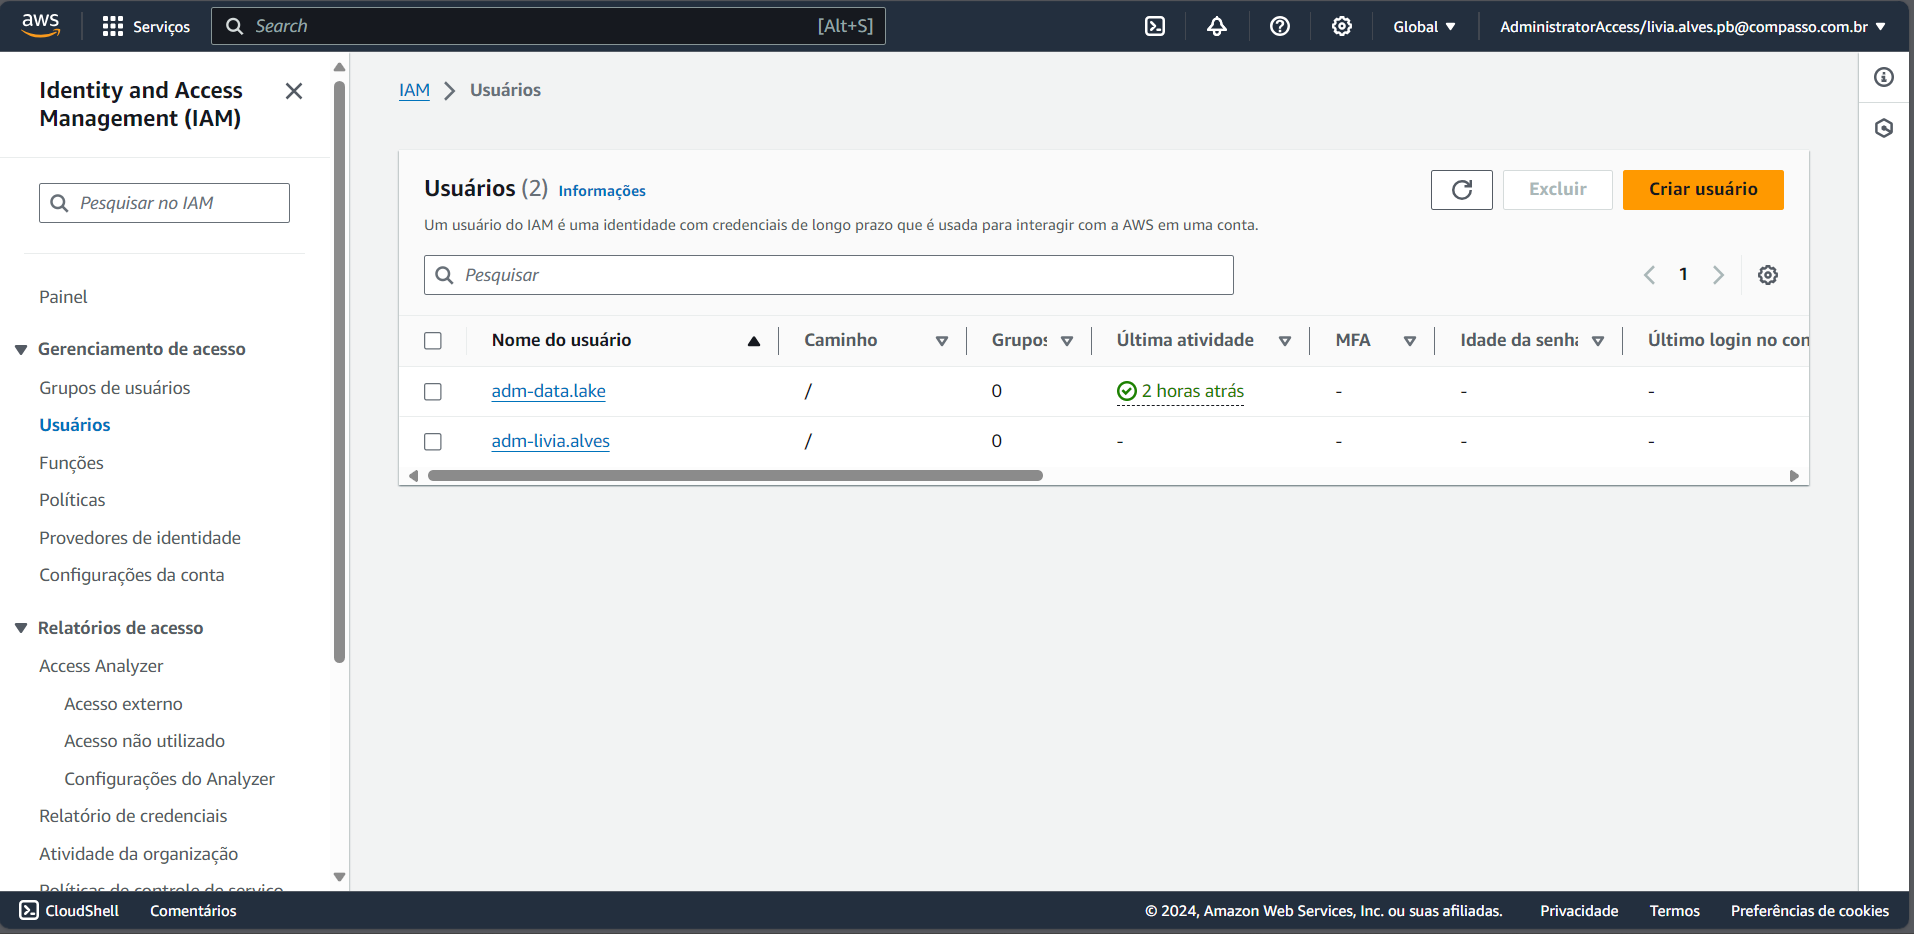 aws
Serviços
Search
[Alt+S]
Global
AdministratorAccess/livia.alves.pb@compasso.com.br
Identity and Access
Management (IAM)
Pesquisar no IAM
Painel
Gerenciamento de acesso
Grupos de usuários
Usuários
Funções
Políticas
Provedores de identidade
Configurações da conta
Relatórios de acesso
Access Analyzer
Acesso externo
Acesso não utilizado
Configurações do Analyzer
Relatório de credenciais
Atividade da organização
Políticas de controle de serviço
IAM > Usuários
Usuários (2) Informações
Excluir
Criar usuário
Um usuário do IAM é uma identidade com credenciais de longo prazo que é usada para interagir com a AWS em uma conta.
Pesquisar
1
Nome do usuário Caminho Grupos Última atividade MFA Idade da senha Último login no con
adm-data.lake / 0 2 horas atrás - - -
adm-livia.alves / 0 - - - -
CloudShell
Comentários
© 2024, Amazon Web Services, Inc. ou suas afiliadas.
Privacidade
Termos
Preferências de cookies